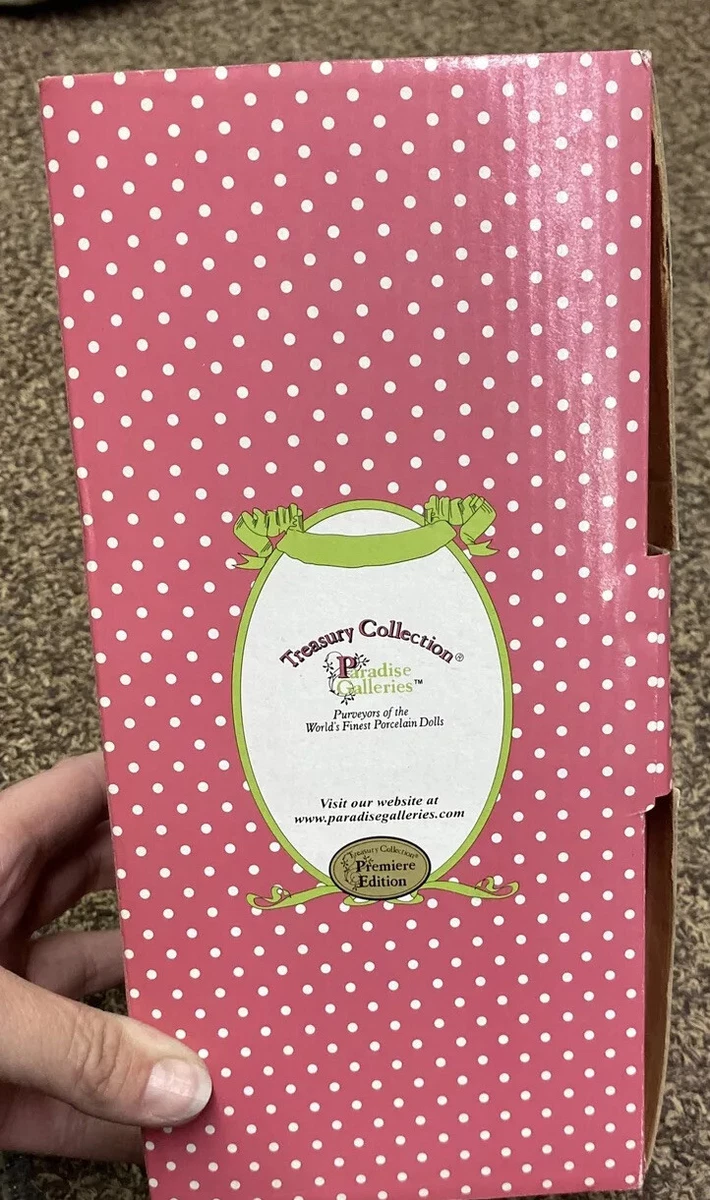 Treasury Collection®
Paradise
Galleries™
Purveyors of the
World's Finest Porcelain Dolls
Visit our website at
www.paradisegalleries.com
Treasury Collection®
Premiere
Edition